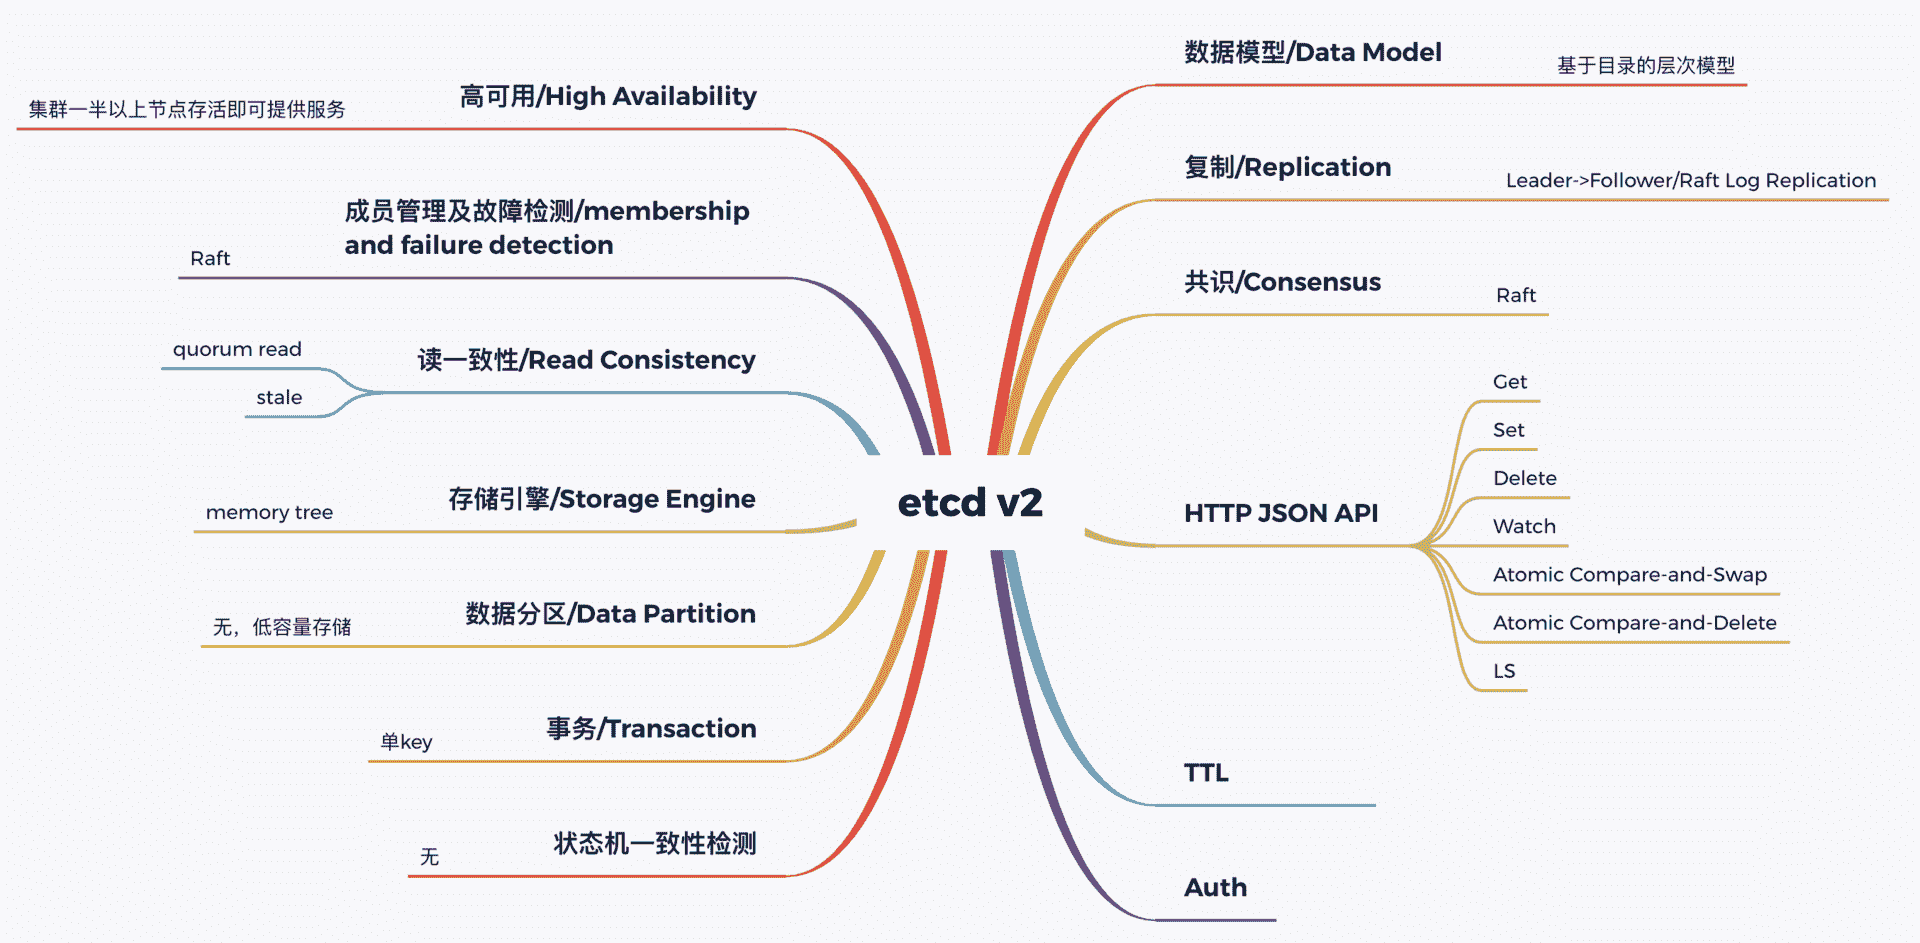 etcd v2
数据模型/Data Model
基于目录的层次模型
复制/Replication
Leader->Follower/Raft Log Replication
共识/Consensus
Raft
HTTP JSON API
Get
Set
Delete
Watch
Atomic Compare-and-Swap
Atomic Compare-and-Delete
LS
TTL
Auth
高可用/High Availability
集群一半以上节点存活即可提供服务
成员管理及故障检测/membership
and failure detection
Raft
读一致性/Read Consistency
quorum read
stale
存储引擎/Storage Engine
memory tree
数据分区/Data Partition
无，低容量存储
事务/Transaction
单key
状态机一致性检测
无